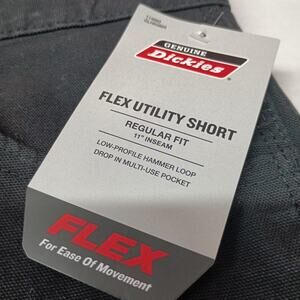 GENUINE
Dickies
FLEX UTILITY SHORT
REGULAR FIT
11" INSEAM
LOW-PROFILE HAMMER LOOP
DROP IN MULTI-USE POCKET
FLEX
For Ease Of Movement